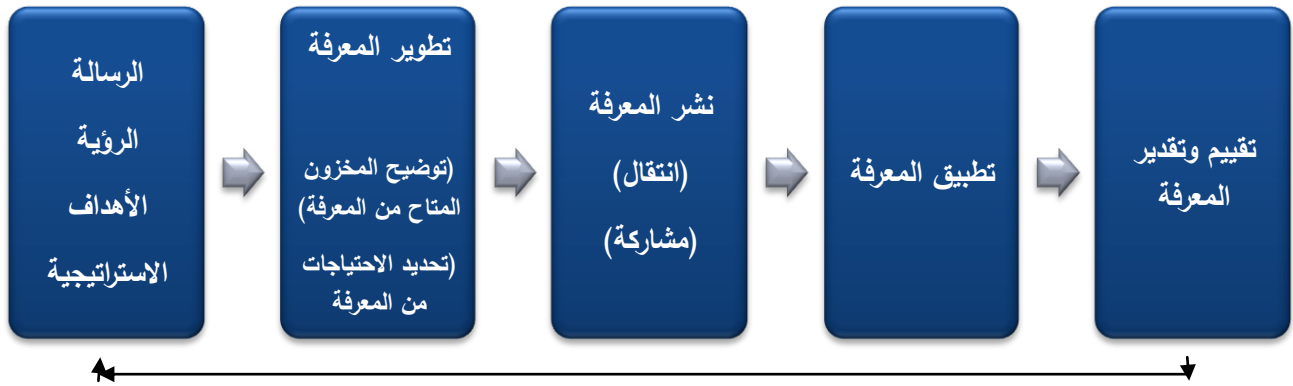 الرسالة
الرؤية
الأهداف
الاستراتيجية
تطوير المعرفة
(توضيح المخزون
المتاح من المعرفة)
(تحديد الاحتياجات
من المعرفة
نشر المعرفة
(انتقال)
(مشاركة)
تطبيق المعرفة
تقييم وتقدير
المعرفة